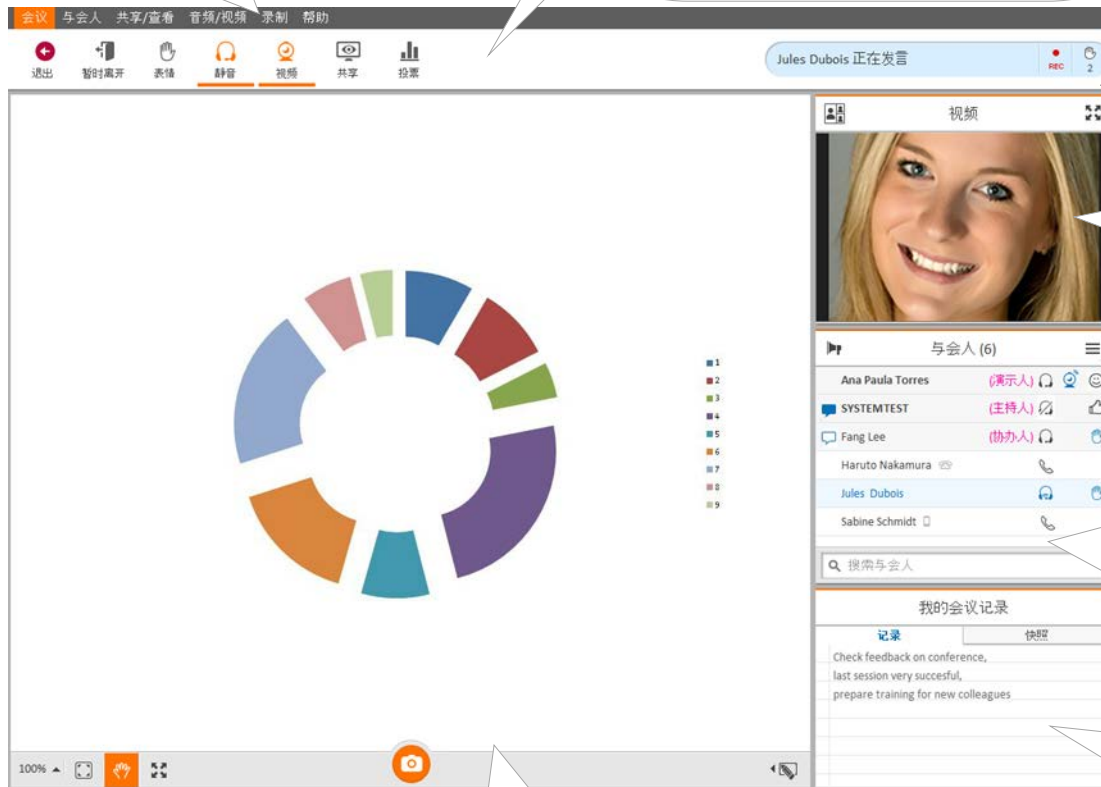 会议 与会人 共享/查看 音频/视频 录制 帮助
退出 暂时离开 表情 静音 视频 共享 投票
Jules Dubois 正在发言
REC 2
视频
与会人 (6)
Ana Paula Torres (演示人)
SYSTEMTEST (主持人)
Fang Lee (协办人)
Haruto Nakamura
Jules Dubois
Sabine Schmidt
搜索与会人
1
2
3
4
5
6
7
8
9
我的会议记录
记录 快照
Check feedback on conference,
last session very succesful,
prepare training for new colleagues
100%